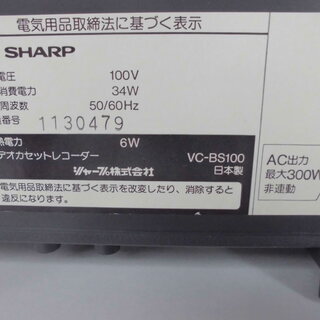 電気用品取締法に基づく表示
SHARP
電圧 100V
消費電力 34W
周波数 50/60Hz
番号 1130479
熱電力 6W
デオカセットレコーダー VC-BS100
シャープ株式会社 日本製
電気用品取締法に基づく表示を改変したり、消除すると
違反になります。
AC出力
最大300W
非連動